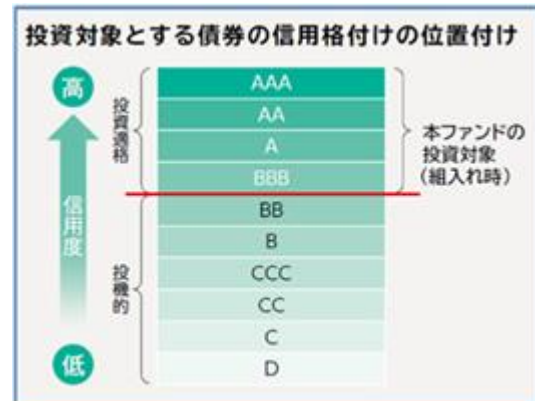 投資対象とする債券の信用格付けの位置付け
高
信用度
低
投資適格
投機的
AAA
AA
A
BBB
BB
B
CCC
CC
C
D
本ファンドの
投資対象
(組入れ時)